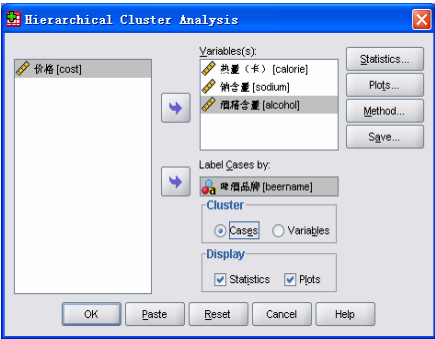 Hierarchical Cluster Analysis
价格 [cost]
Variables(s):
热量（卡） [calorie]
钠含量 [sodium]
酒精含量 [alcohol]
Statistics...
Plots...
Method...
Save...
Label Cases by:
啤酒品牌 [beername]
Cluster
Cases
Variables
Display
Statistics
Plots
OK
Paste
Reset
Cancel
Help